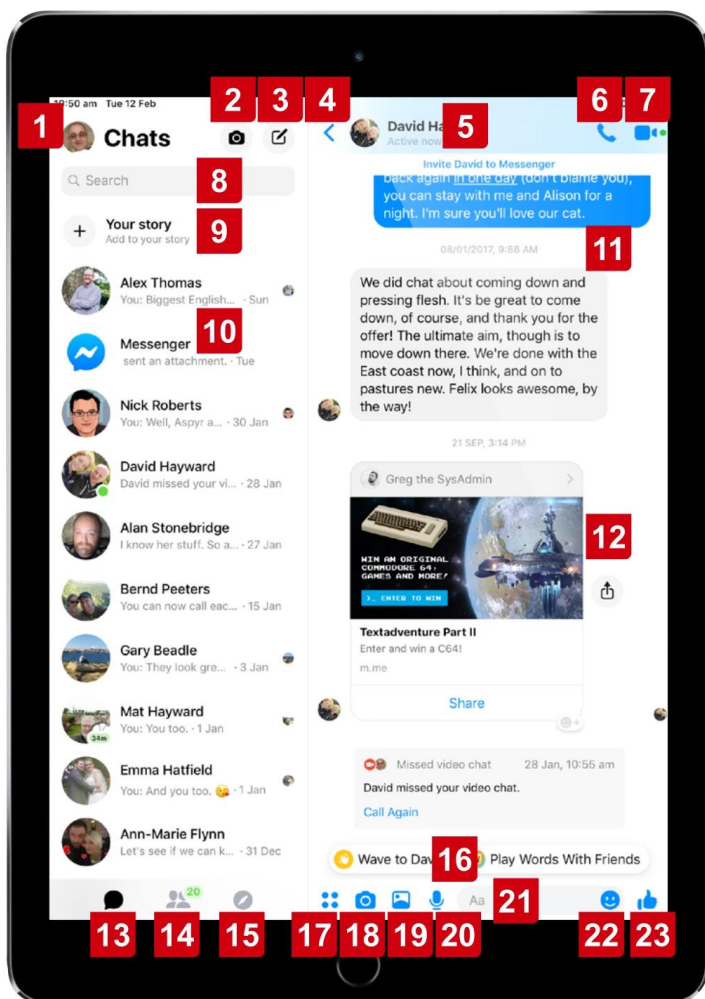 10:50 am Tue 12 Feb
1
2
3
4
5
6
7
Chats
David Ha
Active now
Search
8
Invite David to Messenger
back again in one day (don't blame you),
you can stay with me and Alison for a
night. I'm sure you'll love our cat.
Your story
Add to your story
9
08/01/2017, 9:56 AM
11
Alex Thomas
You: Biggest English... · Sun
We did chat about coming down and
pressing flesh. It's be great to come
down, of course, and thank you for the
offer! The ultimate aim, though is to
move down there. We're done with the
East coast now, I think, and on to
pastures new. Felix looks awesome, by
the way!
Messenger
10
sent an attachment. · Tue
Nick Roberts
You: Well, Aspyr a... · 30 Jan
21 SEP, 3:14 PM
David Hayward
David missed your vi... · 28 Jan
Greg the SysAdmin
Alan Stonebridge
I know her stuff. So a... · 27 Jan
WIN AN ORIGINAL
COMMODORE 64,
GAMES AND MORE!
>_ ENTER TO WIN
12
Bernd Peeters
You can now call eac... · 15 Jan
Textadventure Part II
Enter and win a C64!
m.me
Gary Beadle
You: They look gre... · 3 Jan
Share
Mat Hayward
You: You too. · 1 Jan
34m
Missed video chat 28 Jan, 10:55 am
David missed your video chat.
Call Again
Emma Hatfield
You: And you too. 😘 · 1 Jan
Ann-Marie Flynn
Let's see if we can k... · 31 Dec
Wave to Dav
16
Play Words With Friends
20
Aa
21
13
14
15
17
18
19
20
22
23